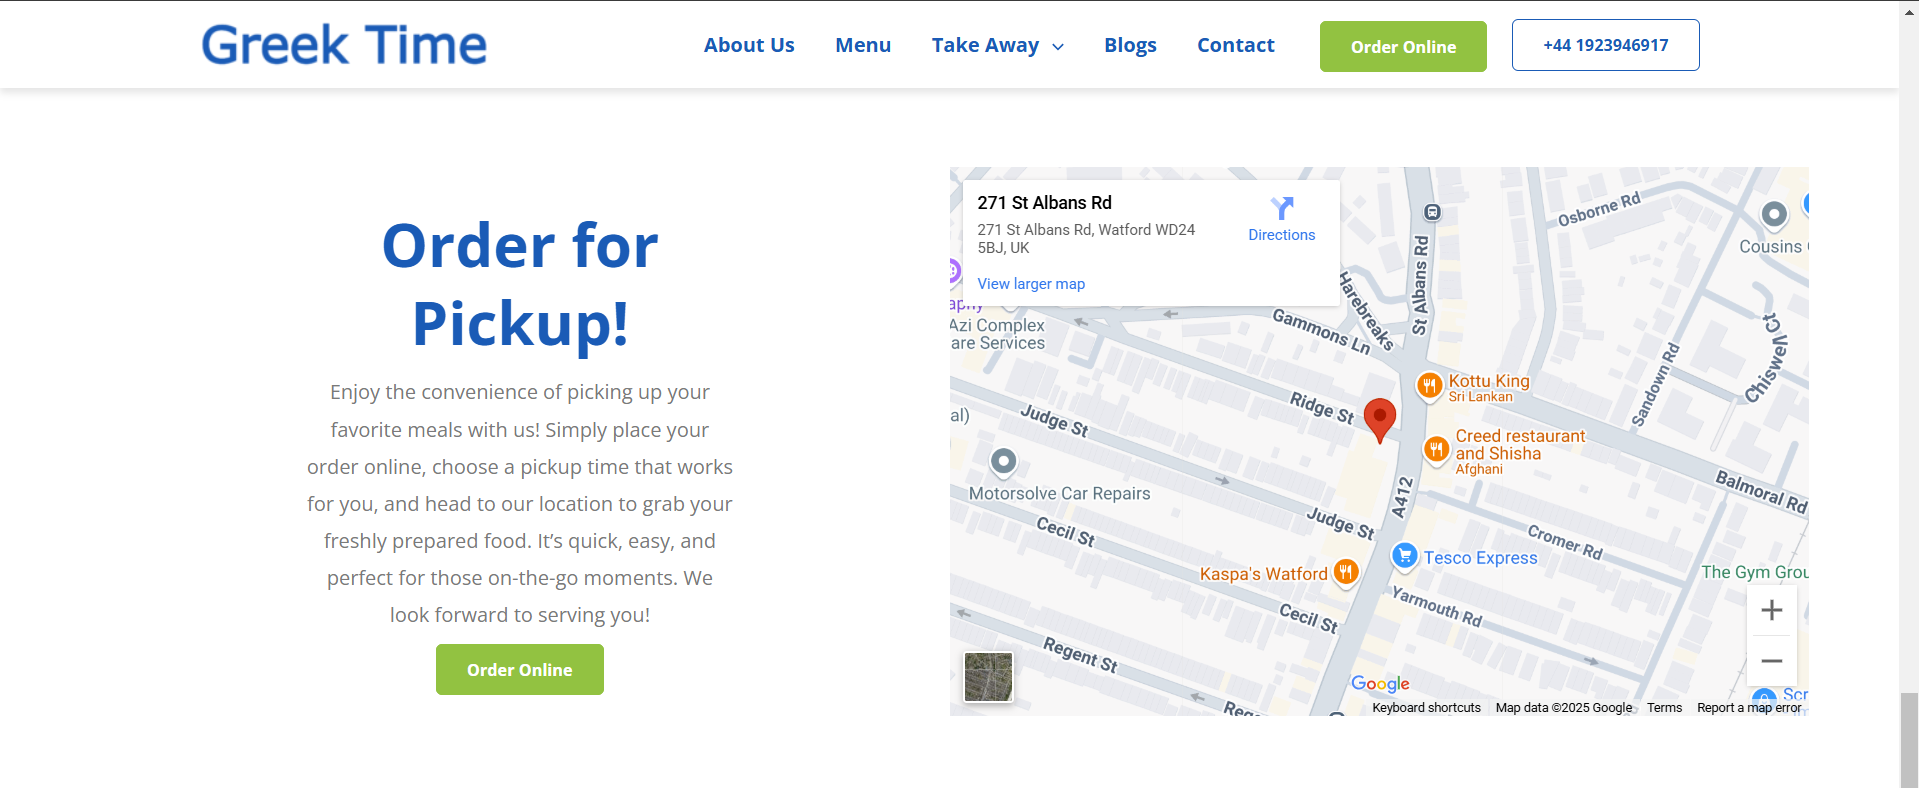 Greek Time
About Us
Menu
Take Away
Blogs
Contact
Order Online
+44 1923946917
Order for
Pickup!
Enjoy the convenience of picking up your
favorite meals with us! Simply place your
order online, choose a pickup time that works
for you, and head to our location to grab your
freshly prepared food. It’s quick, easy, and
perfect for those on-the-go moments. We
look forward to serving you!
Order Online
271 St Albans Rd
271 St Albans Rd, Watford WD24
5BJ, UK
Directions
View larger map
Osborne Rd
Cousins
St Albans Rd
Harebreaks
Gammons Ln
Azi Complex
are Services
Chiswell Ct
Sandown Rd
Kottu King
Sri Lankan
Ridge St
Judge St
Creed restaurant
and Shisha
Afghani
Motorsolve Car Repairs
A412
Balmoral Rd
Judge St
Cecil St
Cromer Rd
Tesco Express
Kaspa's Watford
The Gym Grou
Yarmouth Rd
Cecil St
Regent St
Google
Keyboard shortcuts
Map data ©2025 Google
Terms
Report a map error